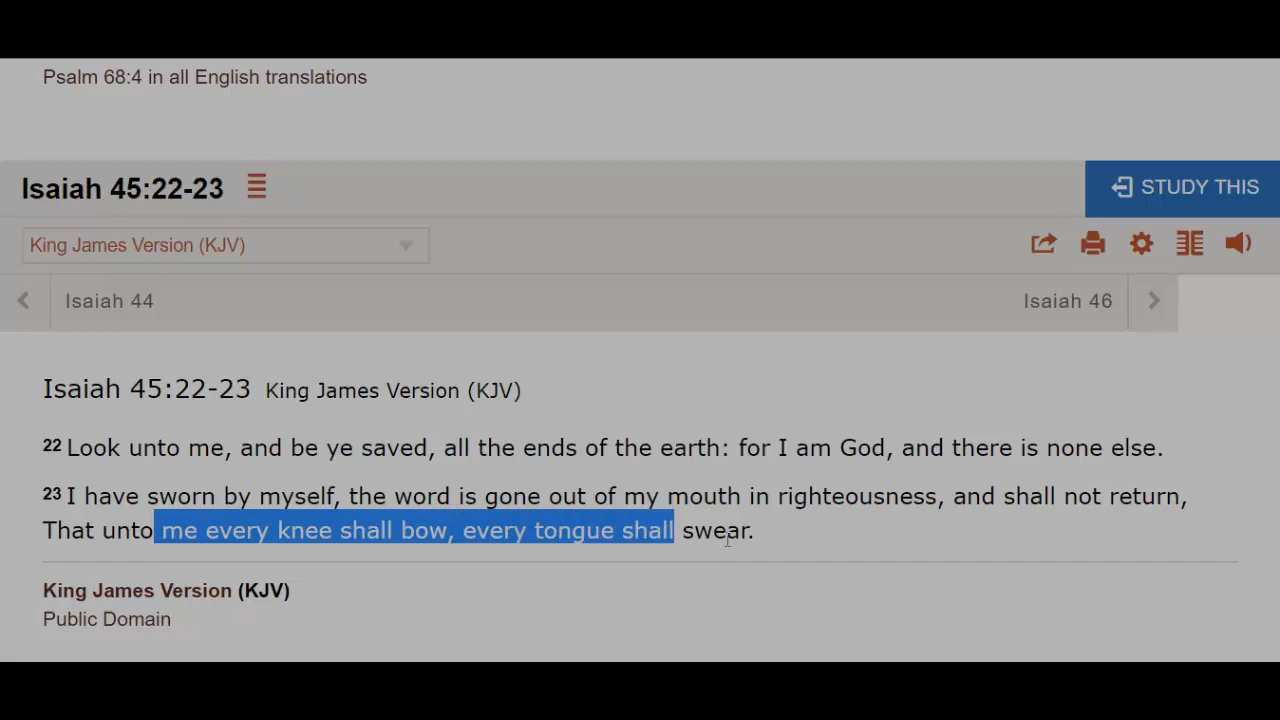 Psalm 68:4 in all English translations
Isaiah 45:22-23
STUDY THIS
King James Version (KJV)
Isaiah 44
Isaiah 46
Isaiah 45:22-23 King James Version (KJV)
22 Look unto me, and be ye saved, all the ends of the earth: for I am God, and there is none else.
23 I have sworn by myself, the word is gone out of my mouth in righteousness, and shall not return,
That unto me every knee shall bow, every tongue shall swear.
King James Version (KJV)
Public Domain